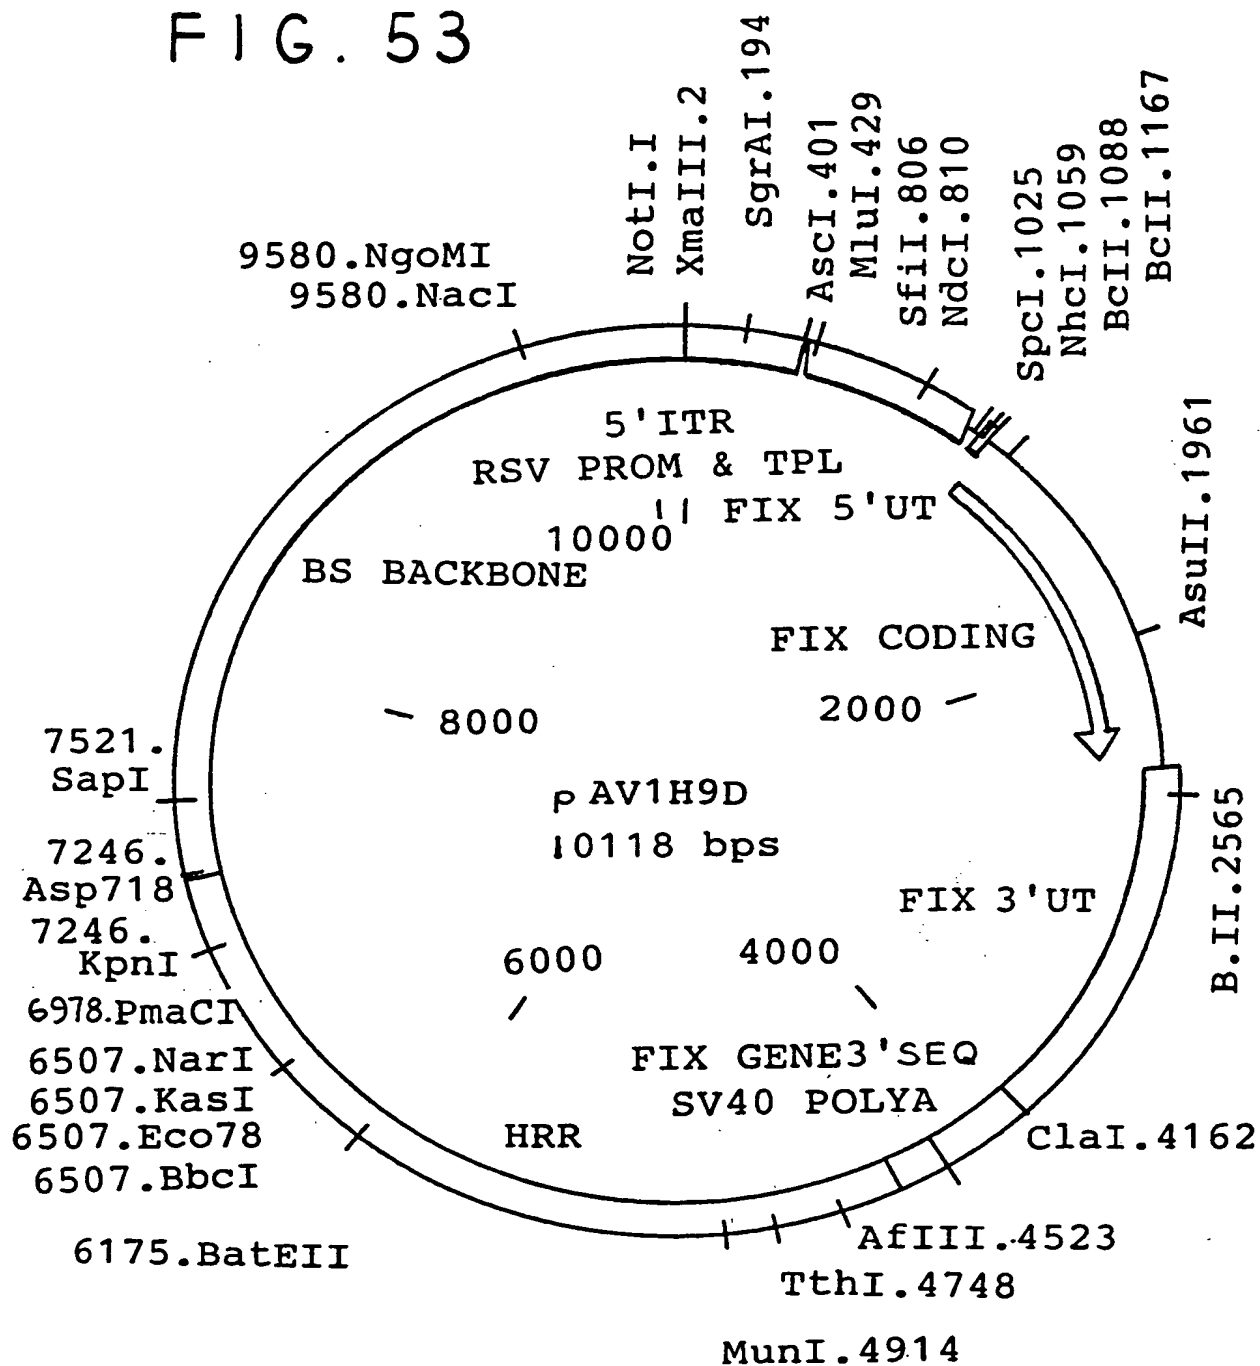 FIG. 53
NotI.I
XmaIII.2
SgrAI.194
AscI.401
MluI.429
SfiI.806
NdcI.810
SpcI.1025
NhcI.1059
BcII.1088
BcII.1167
AsuII.1961
B.II.2565
ClaI.4162
AfIII.4523
TthI.4748
MunI.4914
6175.BatEII
6507.BbcI
6507.Eco78
6507.KasI
6507.NarI
6978.PmaCI
7246.
KpnI
7246.
Asp718
7521.
SapI
9580.NgoMI
9580.NacI
5'ITR
RSV PROM & TPL
FIX 5'UT
10000
BS BACKBONE
FIX CODING
2000
8000
pAV1H9D
10118 bps
FIX 3'UT
4000
6000
FIX GENE3'SEQ
SV40 POLYA
HRR